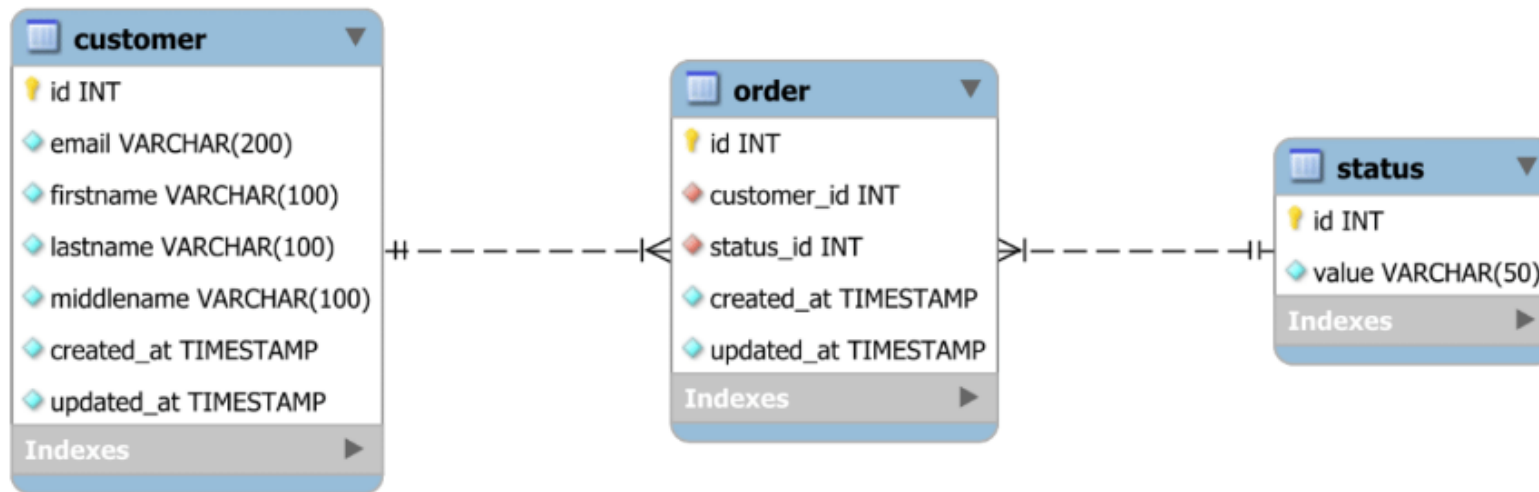 customer
id INT
email VARCHAR(200)
firstname VARCHAR(100)
lastname VARCHAR(100)
middlename VARCHAR(100)
created_at TIMESTAMP
updated_at TIMESTAMP
Indexes
order
id INT
customer_id INT
status_id INT
created_at TIMESTAMP
updated_at TIMESTAMP
Indexes
status
id INT
value VARCHAR(50)
Indexes